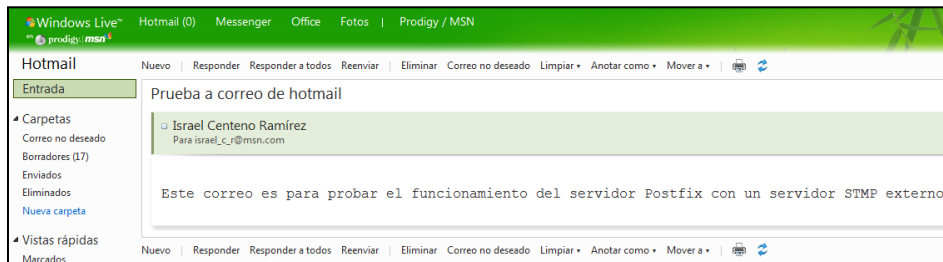 Windows Live™ Hotmail (0) Messenger Office Fotos | Prodigy / MSN
en prodigy | msn
Hotmail
Nuevo | Responder Responder a todos Reenviar | Eliminar Correo no deseado Limpiar Anotar como Mover a
Entrada
Prueba a correo de hotmail
Carpetas
Israel Centeno Ramírez
Correo no deseado
Para israel_c_r@msn.com
Borradores (17)
Enviados
Eliminados
Este correo es para probar el funcionamiento del servidor Postfix con un servidor STMP externo
Nueva carpeta
Vistas rápidas
Nuevo | Responder Responder a todos Reenviar | Eliminar Correo no deseado Limpiar Anotar como Mover a
Marcados